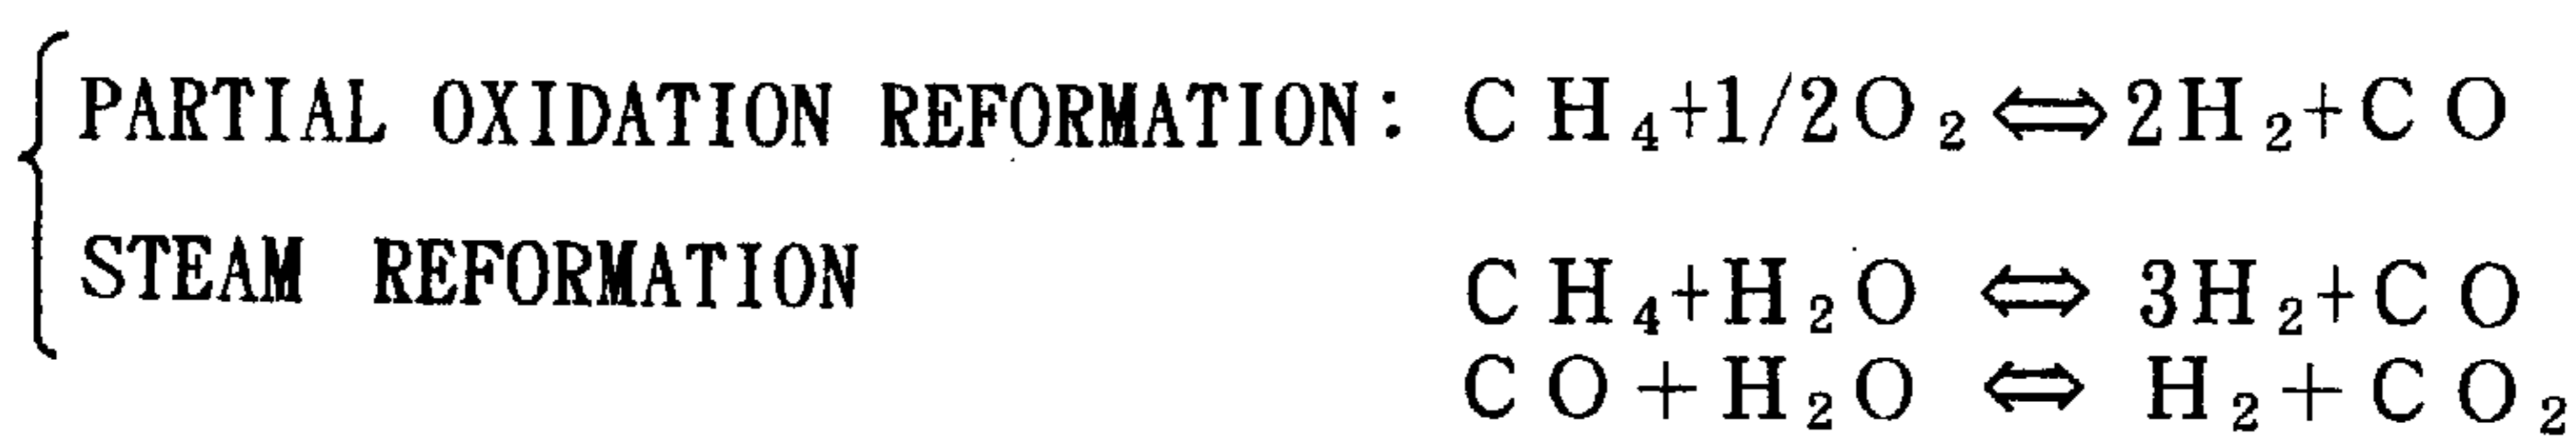 PARTIAL OXIDATION REFORMATION: CH₄+1/2O₂⇔2H₂+CO
STEAM REFORMATION CH₄+H₂O ⇔ 3H₂+CO
CO+H₂O ⇔ H₂+CO₂